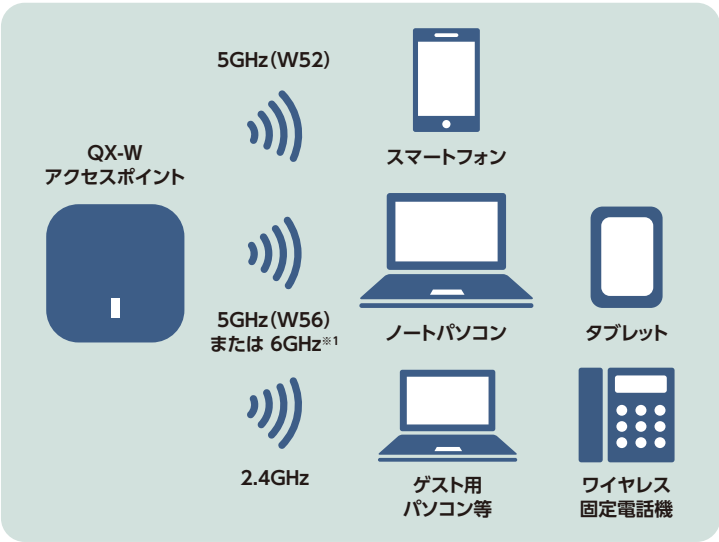 5GHz(W52)
QX-W
アクセスポイント
スマートフォン
5GHz(W56)
または 6GHz※1
ノートパソコン
タブレット
2.4GHz
ゲスト用
パソコン等
ワイヤレス
固定電話機